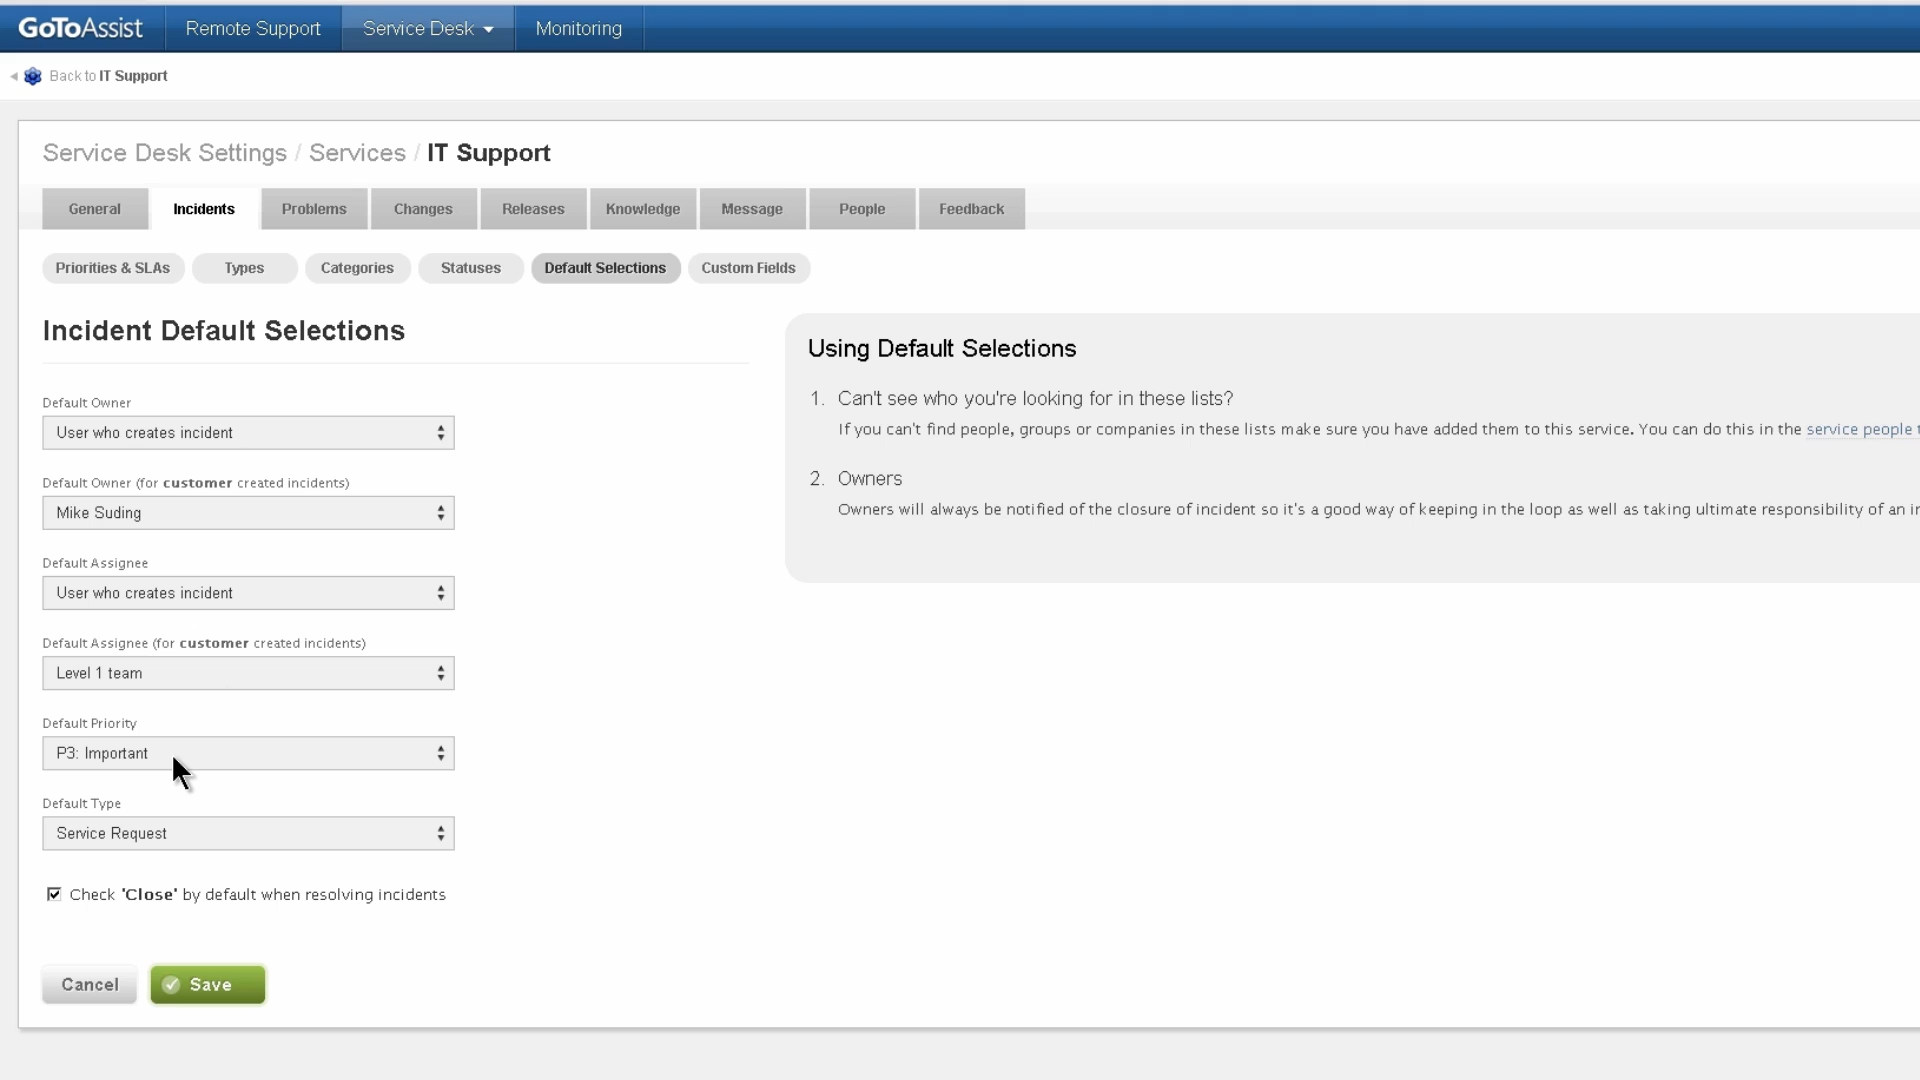 GoToAssist Remote Support Service Desk Monitoring
Back to IT Support
Service Desk Settings / Services / IT Support
General Incidents Problems Changes Releases Knowledge Message People Feedback
Priorities & SLAs Types Categories Statuses Default Selections Custom Fields
Incident Default Selections
Default Owner
User who creates incident
Default Owner (for customer created incidents)
Mike Suding
Default Assignee
User who creates incident
Default Assignee (for customer created incidents)
Level 1 team
Default Priority
P3: Important
Default Type
Service Request
Check 'Close' by default when resolving incidents
Cancel Save
Using Default Selections
1. Can't see who you're looking for in these lists?
If you can't find people, groups or companies in these lists make sure you have added them to this service. You can do this in the service people
2. Owners
Owners will always be notified of the closure of incident so it's a good way of keeping in the loop as well as taking ultimate responsibility of an